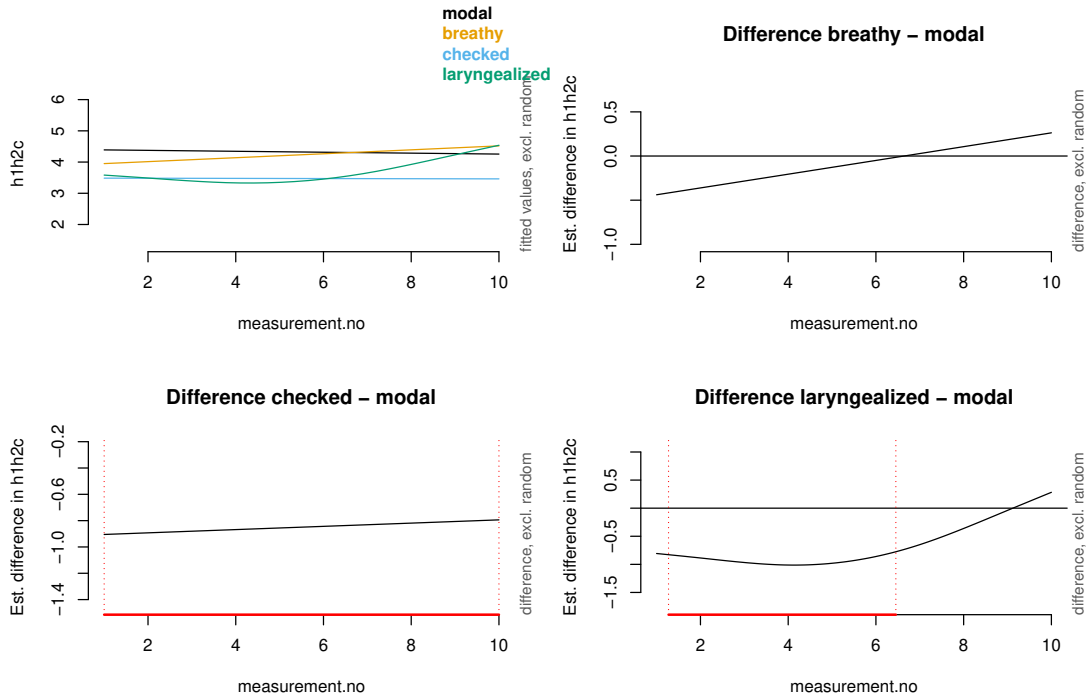 modal
breathy
checked
laryngealized
h1h2c
6
5
4
3
2
2
4
6
8
10
measurement.no
fitted values, excl. random
Difference breathy − modal
Est. difference in h1h2c
0.5
0.0
−1.0
2
4
6
8
10
measurement.no
difference, excl. random
Difference checked − modal
Est. difference in h1h2c
−0.2
−0.6
−1.0
−1.4
2
4
6
8
10
measurement.no
difference, excl. random
Difference laryngealized − modal
Est. difference in h1h2c
0.5
−0.5
−1.5
2
4
6
8
10
measurement.no
difference, excl. random